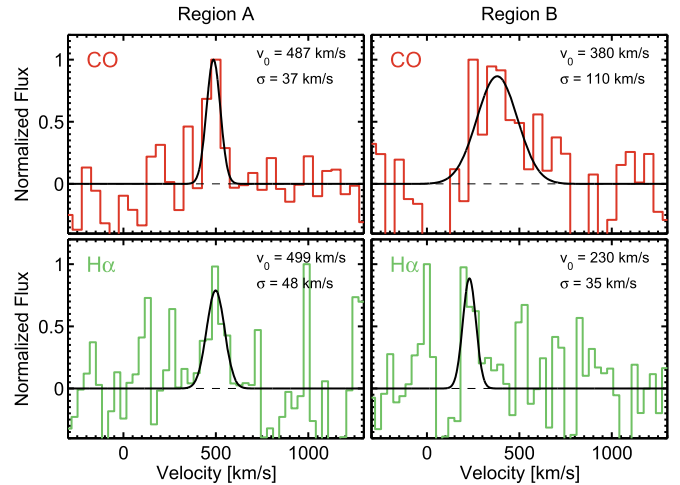 Region A Region B
CO
v₀ = 487 km/s
σ = 37 km/s
CO
v₀ = 380 km/s
σ = 110 km/s
Normalized Flux
1
0.5
0
Hα
v₀ = 499 km/s
σ = 48 km/s
Hα
v₀ = 230 km/s
σ = 35 km/s
Normalized Flux
1
0.5
0
0 500 1000 0 500 1000
Velocity [km/s] Velocity [km/s]